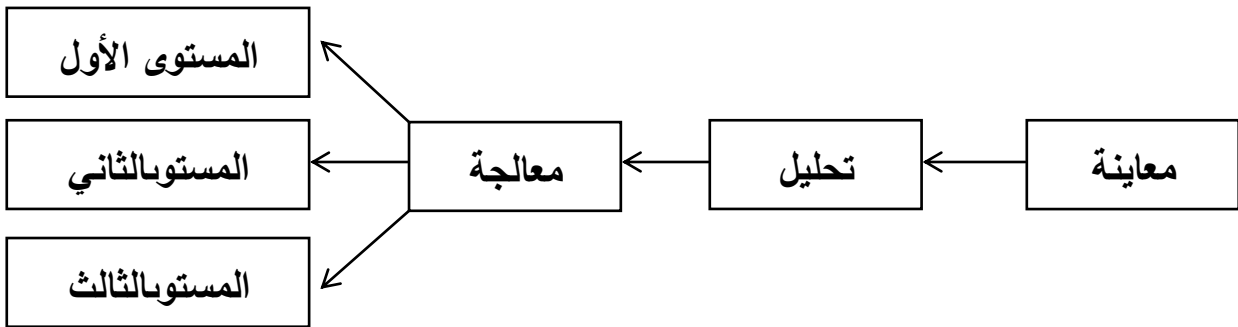 معاينة
تحليل
معالجة
المستوى الأول
المستوىالثاني
المستوىالثالث